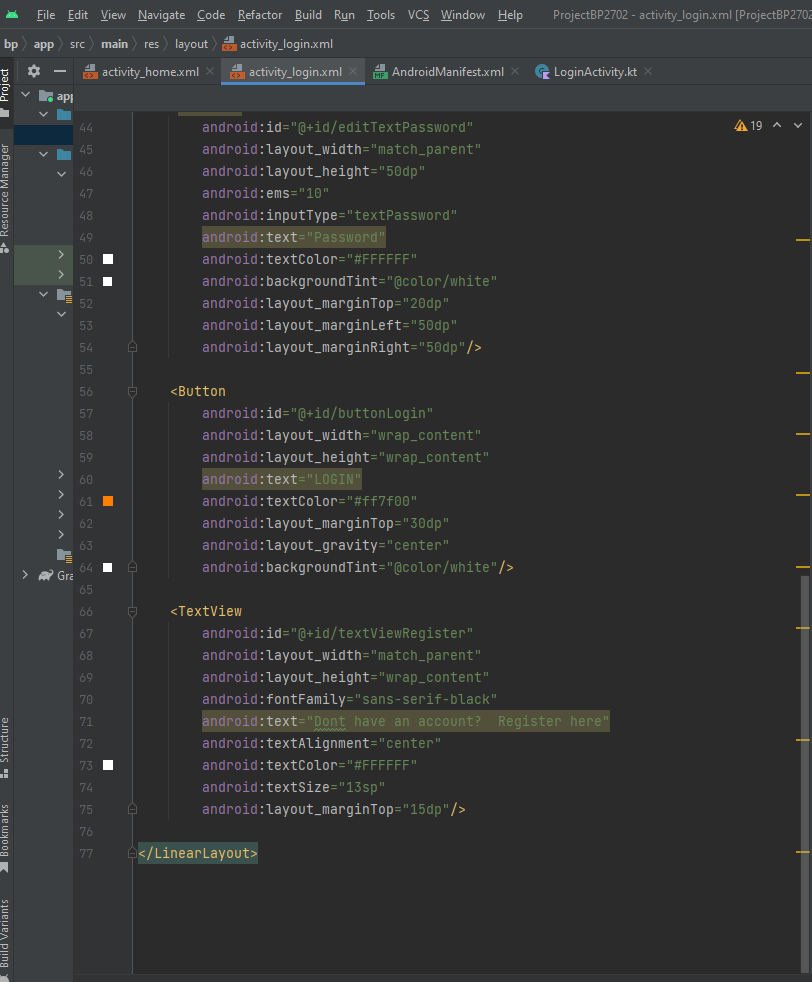 File Edit View Navigate Code Refactor Build Run Tools VCS Window Help ProjectBP2702 - activity_login.xml [ProjectBP2702
bp app src main res layout activity_login.xml
activity_home.xml activity_login.xml AndroidManifest.xml LoginActivity.kt
Project
Resource Manager
Structure
Bookmarks
Build Variants
app
Gra
19
44 android:id="@+id/editTextPassword"
45 android:layout_width="match_parent"
46 android:layout_height="50dp"
47 android:ems="10"
48 android:inputType="textPassword"
49 android:text="Password"
50 android:textColor="#FFFFFF"
51 android:backgroundTint="@color/white"
52 android:layout_marginTop="20dp"
53 android:layout_marginLeft="50dp"
54 android:layout_marginRight="50dp"/>
55
56 <Button
57 android:id="@+id/buttonLogin"
58 android:layout_width="wrap_content"
59 android:layout_height="wrap_content"
60 android:text="LOGIN"
61 android:textColor="#ff7f00"
62 android:layout_marginTop="30dp"
63 android:layout_gravity="center"
64 android:backgroundTint="@color/white"/>
65
66 <TextView
67 android:id="@+id/textViewRegister"
68 android:layout_width="match_parent"
69 android:layout_height="wrap_content"
70 android:fontFamily="sans-serif-black"
71 android:text="Dont have an account?  Register here"
72 android:textAlignment="center"
73 android:textColor="#FFFFFF"
74 android:textSize="13sp"
75 android:layout_marginTop="15dp"/>
76
77 </LinearLayout>